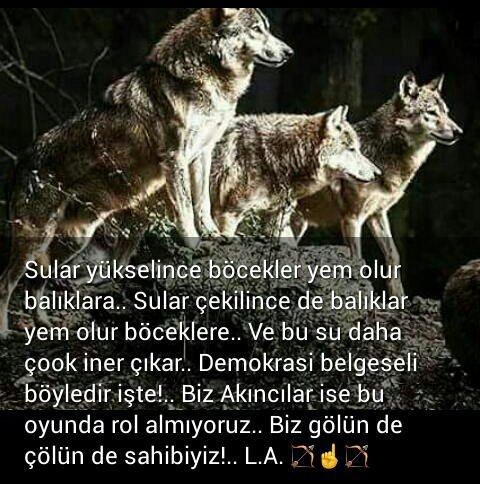 Sular yükselince böcekler yem olur
balıklara.. Sular çekilince de balıklar
yem olur böceklere.. Ve bu su daha
çook iner çıkar.. Demokrasi belgeseli
böyledir işte!.. Biz Akıncılar ise bu
oyunda rol almıyoruz.. Biz gölün de
çölün de sahibiyiz!.. L.A. 🏹☝️🏹